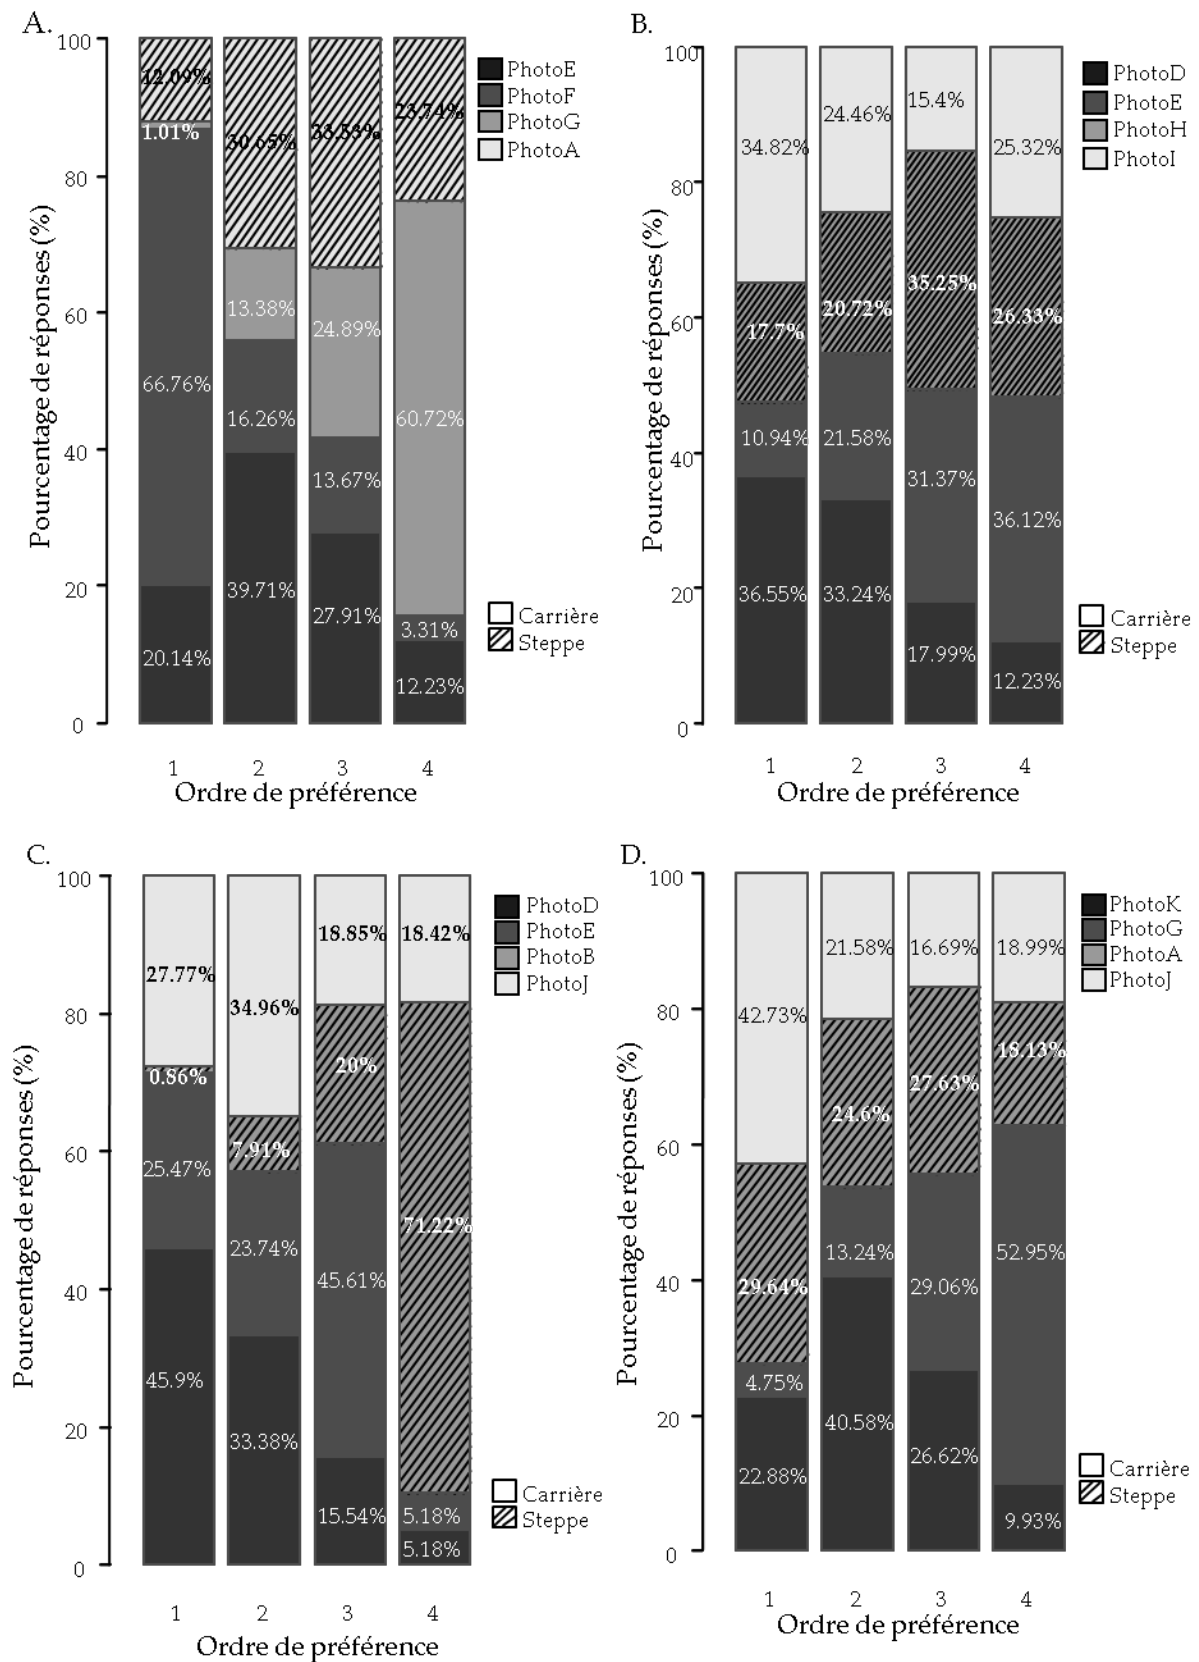 A.
100
80
60
40
20
0
Pourcentage de réponses (%)
12.09%
1.01%
66.76%
20.14%
30.65%
13.38%
16.26%
39.71%
33.53%
24.89%
13.67%
27.91%
23.74%
60.72%
3.31%
12.23%
PhotoE
PhotoF
PhotoG
PhotoA
Carrière
Steppe
1 2 3 4
Ordre de préférence
B.
100
80
60
40
20
0
Pourcentage de réponses (%)
34.82%
17.7%
10.94%
36.55%
24.46%
20.72%
21.58%
33.24%
15.4%
35.25%
31.37%
17.99%
25.32%
26.33%
36.12%
12.23%
PhotoD
PhotoE
PhotoH
PhotoI
Carrière
Steppe
1 2 3 4
Ordre de préférence
C.
100
80
60
40
20
0
Pourcentage de réponses (%)
27.77%
0.86%
25.47%
45.9%
34.96%
7.91%
23.74%
33.38%
18.85%
20%
45.61%
15.54%
18.42%
71.22%
5.18%
5.18%
PhotoD
PhotoE
PhotoB
PhotoJ
Carrière
Steppe
1 2 3 4
Ordre de préférence
D.
100
80
60
40
20
0
Pourcentage de réponses (%)
42.73%
29.64%
4.75%
22.88%
21.58%
24.6%
13.24%
40.58%
16.69%
27.63%
29.06%
26.62%
18.99%
18.13%
52.95%
9.93%
PhotoK
PhotoG
PhotoA
PhotoJ
Carrière
Steppe
1 2 3 4
Ordre de préférence